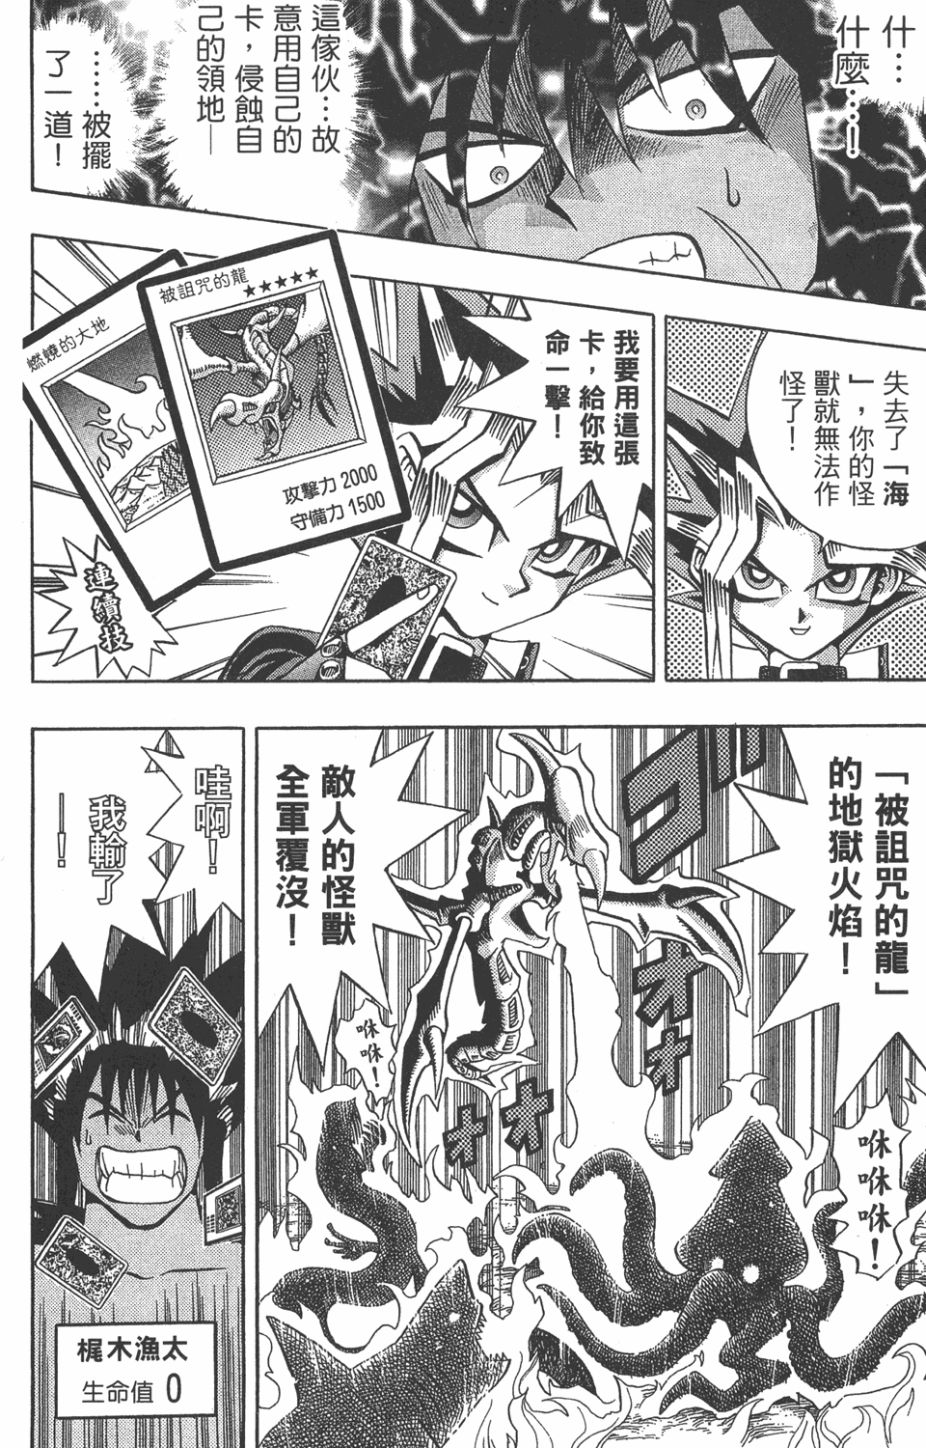 什…
什麼…！
這傢伙…故
意用自己的
卡，侵蝕自
己的領地—
……被擺
了一道！
失去了「海
」，你的怪
獸就無法作
怪了！
我要用這張
卡，給你致
命一擊！
被詛咒的龍
★★★★★
攻擊力 2000
守備力 1500
燃燒的大地
連續技
「被詛咒的龍」
的地獄火焰！
ゴ
オオ
オオ
敵人的怪獸
全軍覆沒！
咻咻！
咻咻咻！
哇啊！
我輸了
—！
梶木漁太
生命值 0